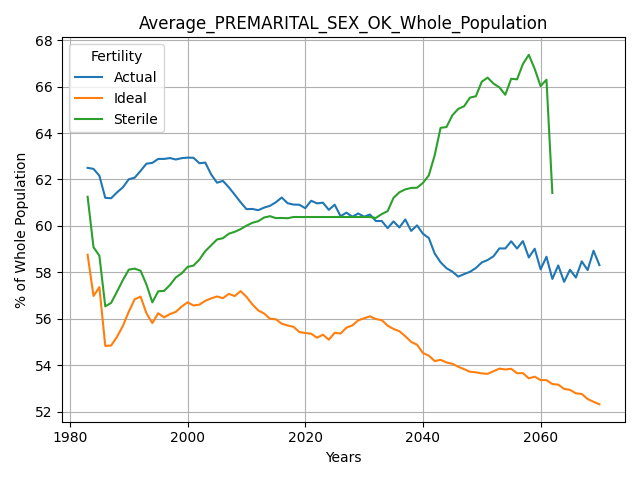 Average_PREMARITAL_SEX_OK_Whole_Population
% of Whole Population
68
66
64
62
60
58
56
54
52
Fertility
Actual
Ideal
Sterile
1980
2000
2020
2040
2060
Years